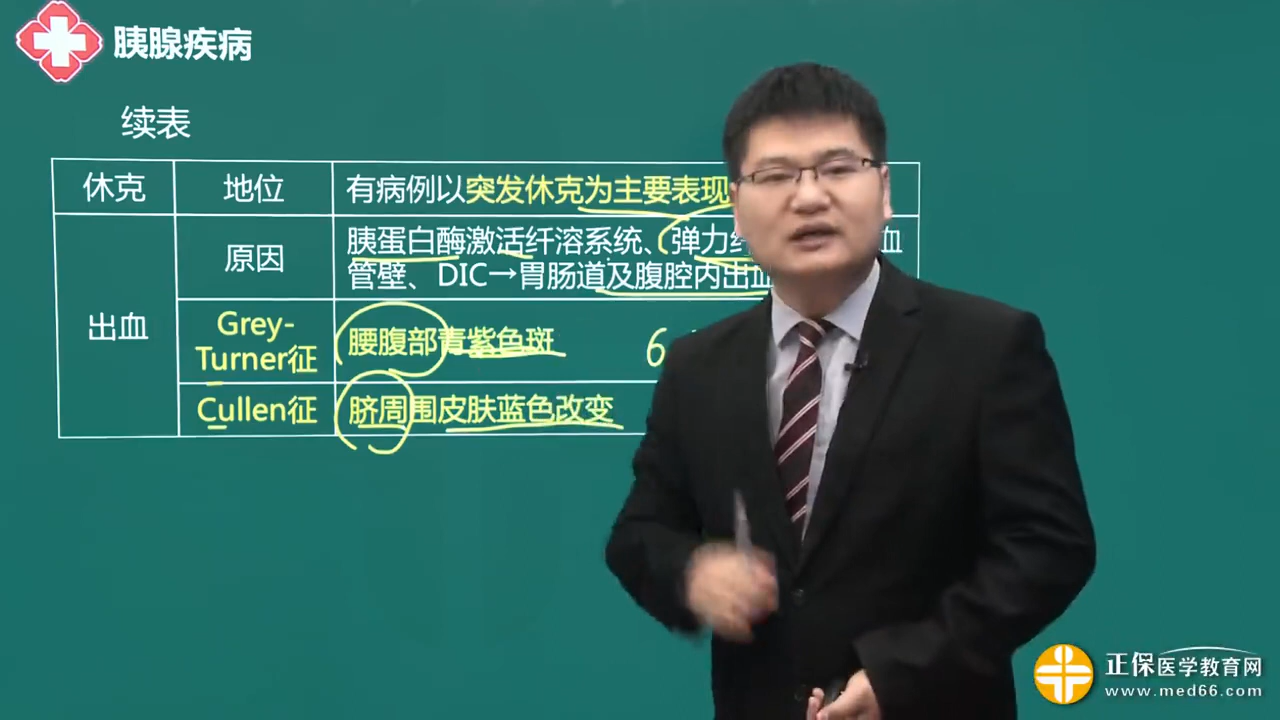 胰腺疾病
续表
休克 地位 有病例以突发休克为主要表现
出血 原因 胰蛋白酶激活纤溶系统、弹力 血
管壁、DIC→胃肠道及腹腔内出血
Grey-
Turner征 腰腹部青紫色斑 6
Cullen征 脐周围皮肤蓝色改变
正保医学教育网
www.med66.com